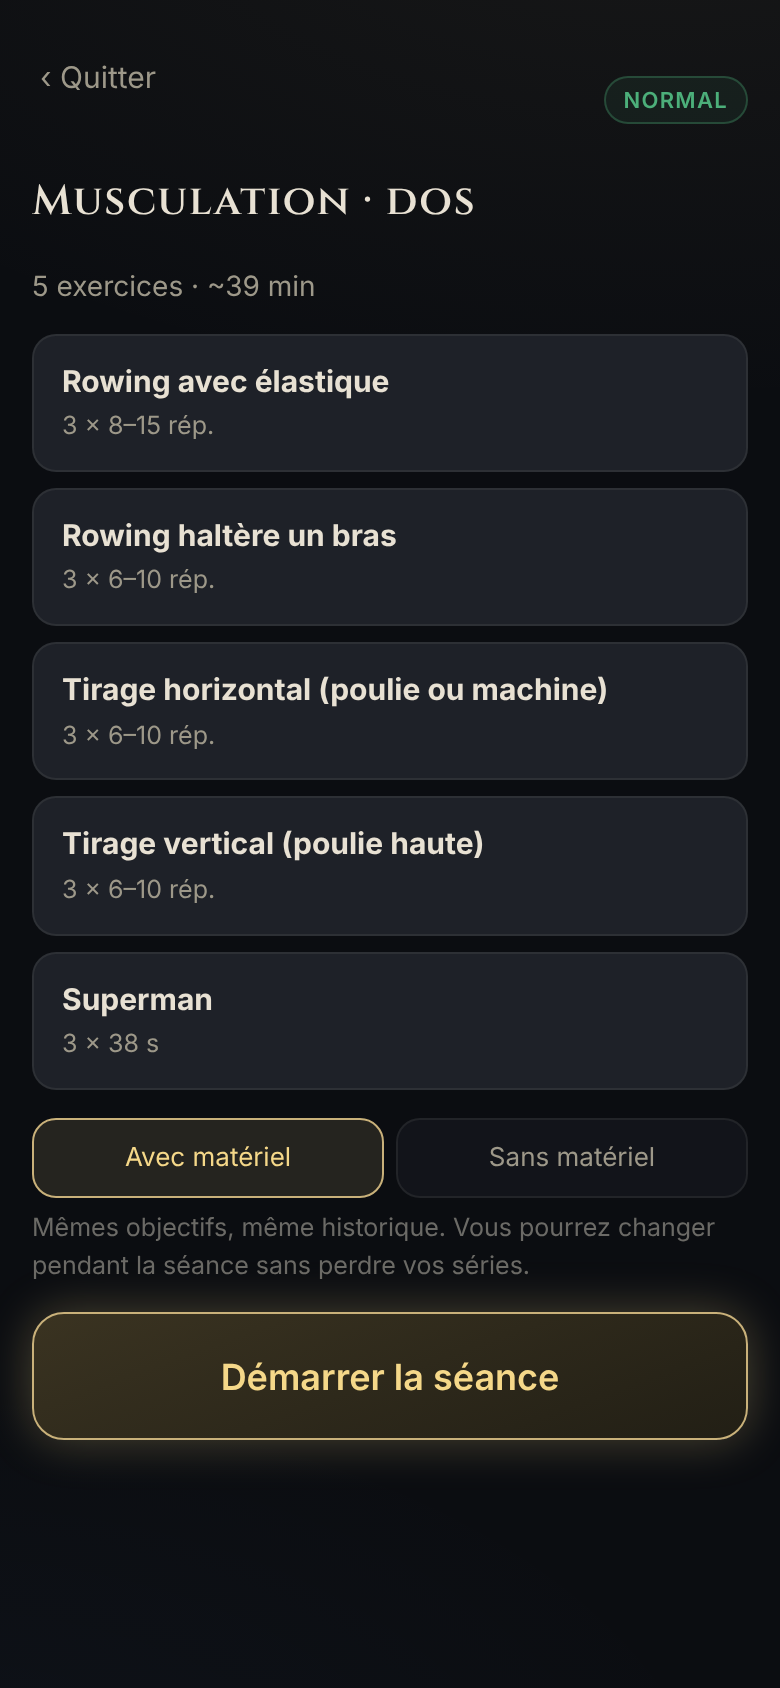 ‹ Quitter
NORMAL
Musculation · dos
5 exercices · ~39 min
Rowing avec élastique
3 × 8–15 rép.
Rowing haltère un bras
3 × 6–10 rép.
Tirage horizontal (poulie ou machine)
3 × 6–10 rép.
Tirage vertical (poulie haute)
3 × 6–10 rép.
Superman
3 × 38 s
Avec matériel
Sans matériel
Mêmes objectifs, même historique. Vous pourrez changer
pendant la séance sans perdre vos séries.
Démarrer la séance